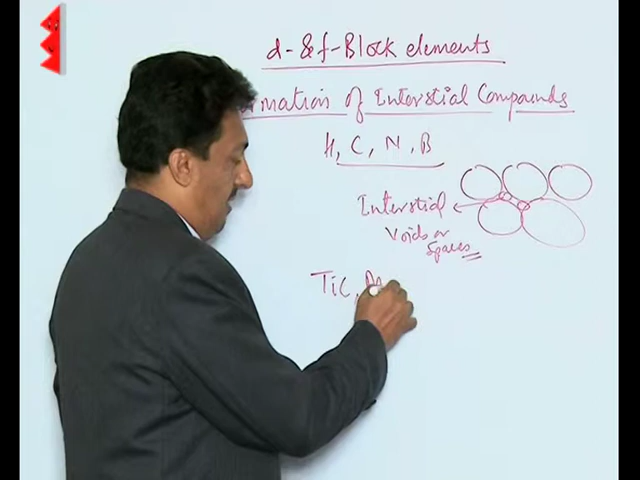 d- & f-Block elements
rmation of Interstial Compounds
H, C, N, B
Interstial
Voids or
Spaces
TiC,